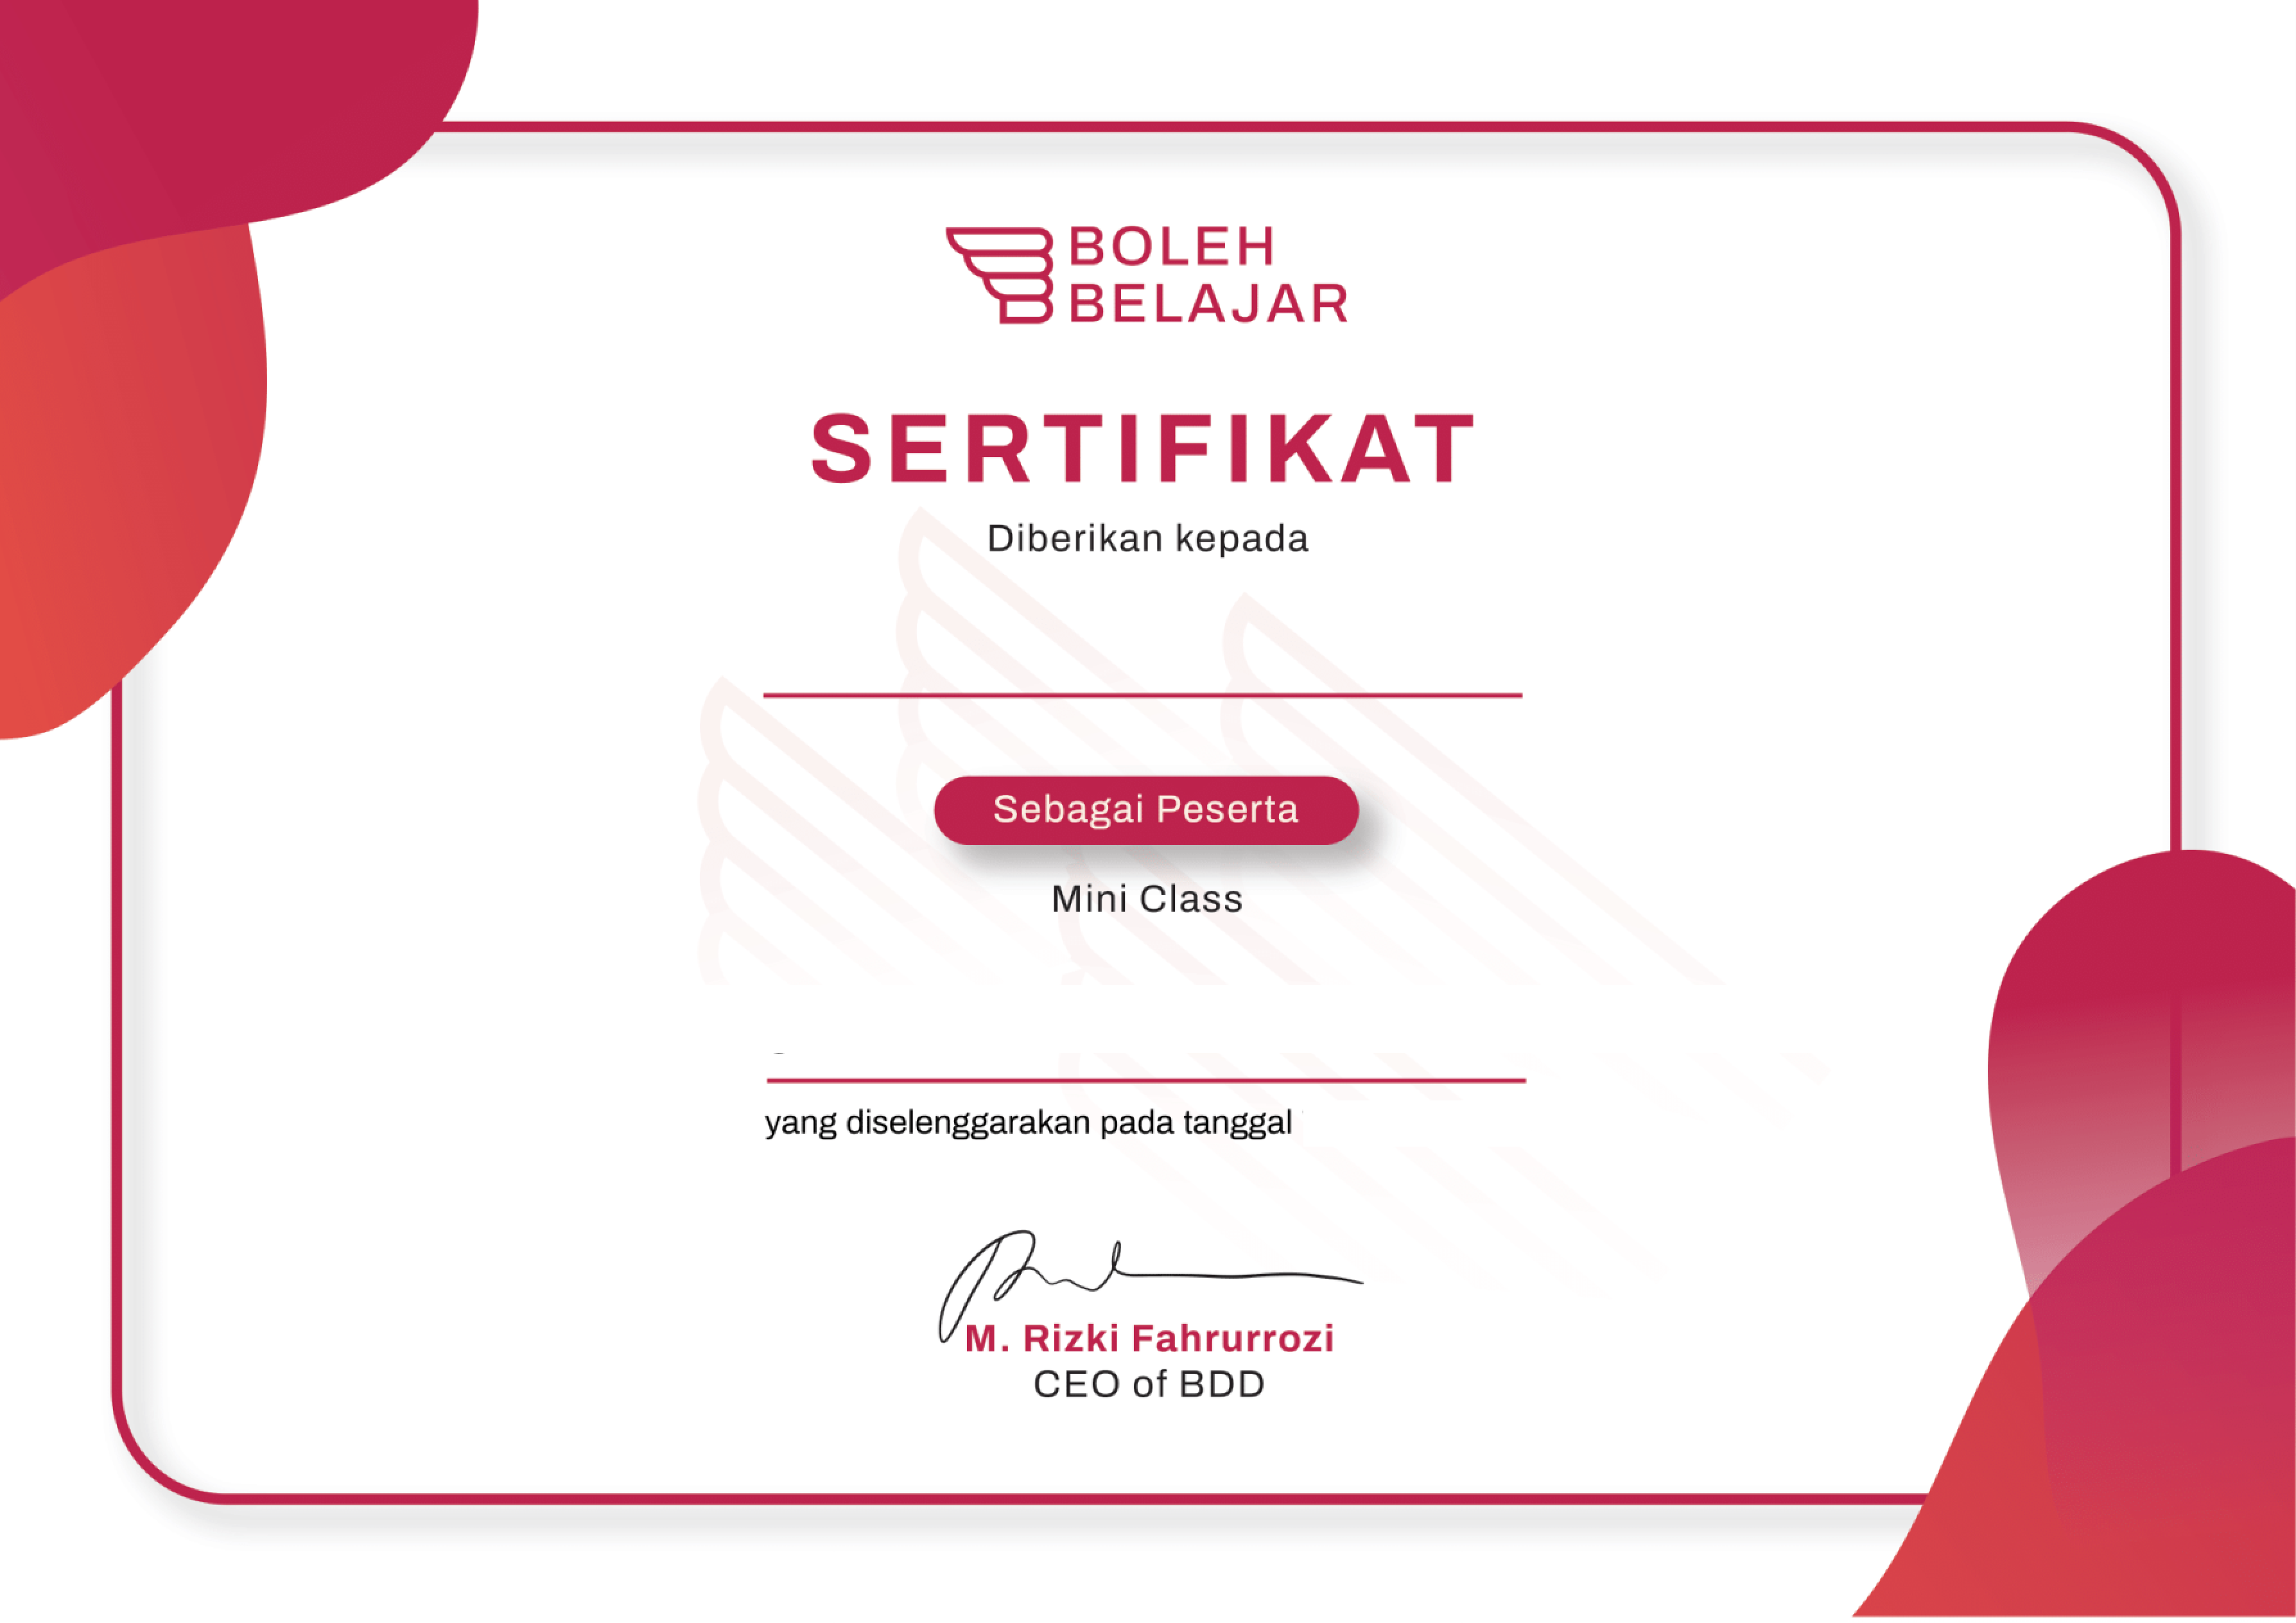 BOLEH
BELAJAR
SERTIFIKAT
Diberikan kepada
Sebagai Peserta
Mini Class
yang diselenggarakan pada tanggal
M. Rizki Fahrurrozi
CEO of BDD